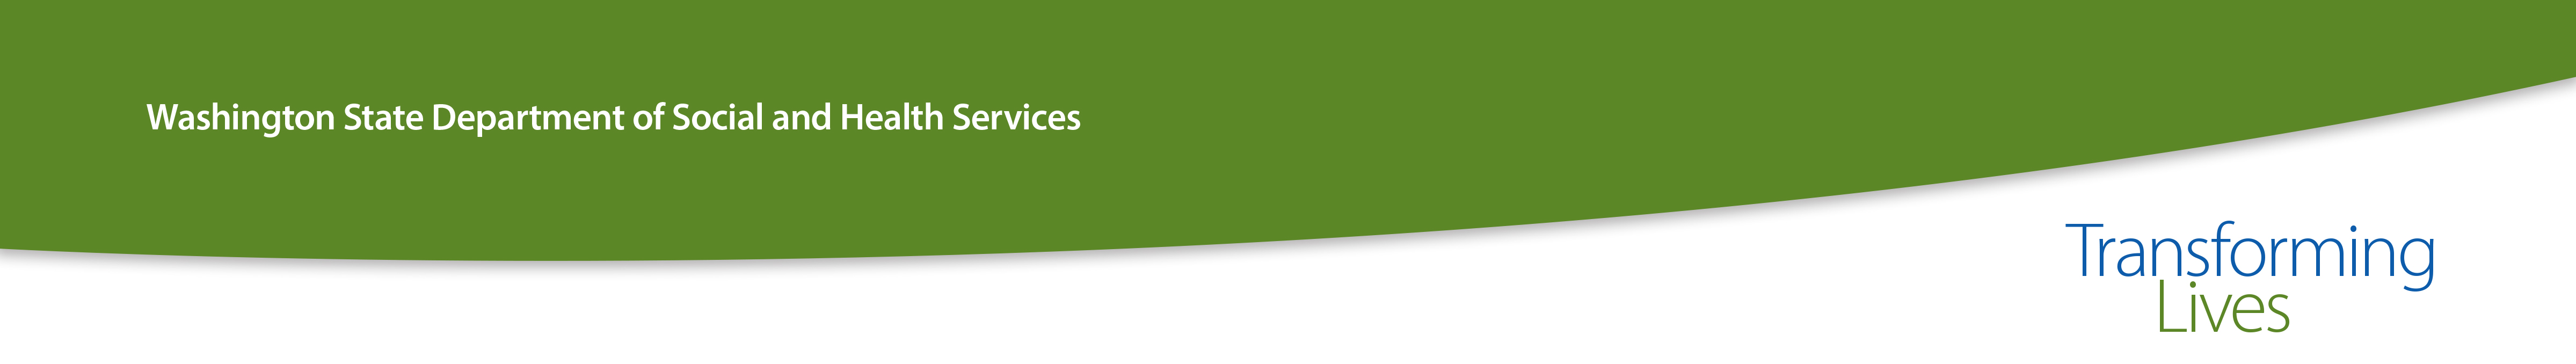 Washington State Department of Social and Health Services
Transforming
Lives